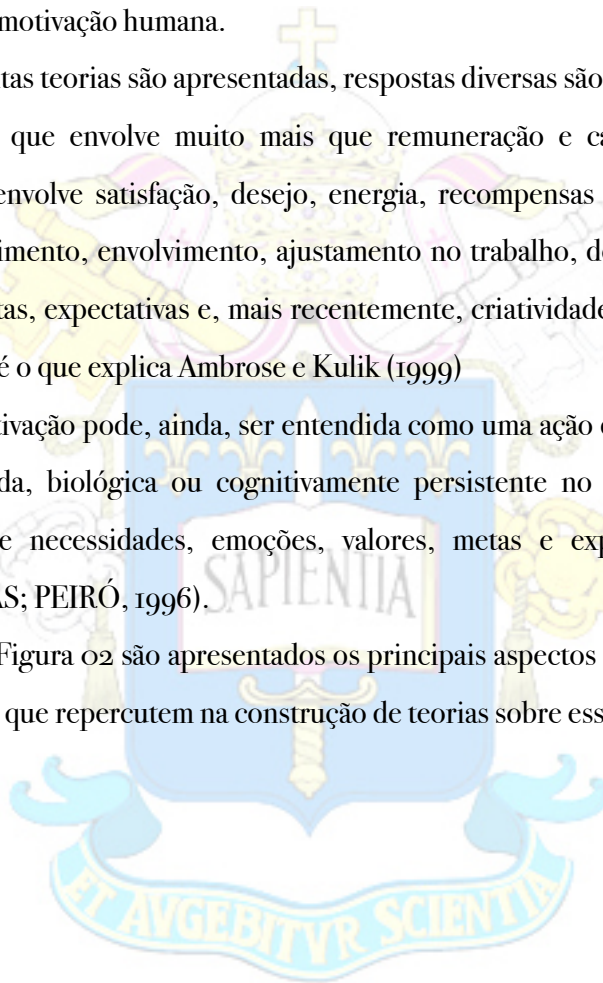 motivação humana.
tas teorias são apresentadas, respostas diversas são
que envolve muito mais que remuneração e ca
envolve satisfação, desejo, energia, recompensas
imento, envolvimento, ajustamento no trabalho, de
tas, expectativas e, mais recentemente, criatividade
é o que explica Ambrose e Kulik (1999)
tivação pode, ainda, ser entendida como uma ação
da, biológica ou cognitivamente persistente no
e necessidades, emoções, valores, metas e exp
AS; PEIRÓ, 1996).
Figura 02 são apresentados os principais aspectos
que repercutem na construção de teorias sobre ess
SAPIENTIA
ET AVGEBITVR SCIENTIA